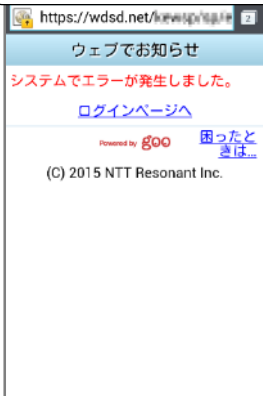 https://wdsd.net/
2
ウェブでお知らせ
システムでエラーが発生しました。
ログインページへ
Powered by goo
困ったと
きは...
(C) 2015 NTT Resonant Inc.